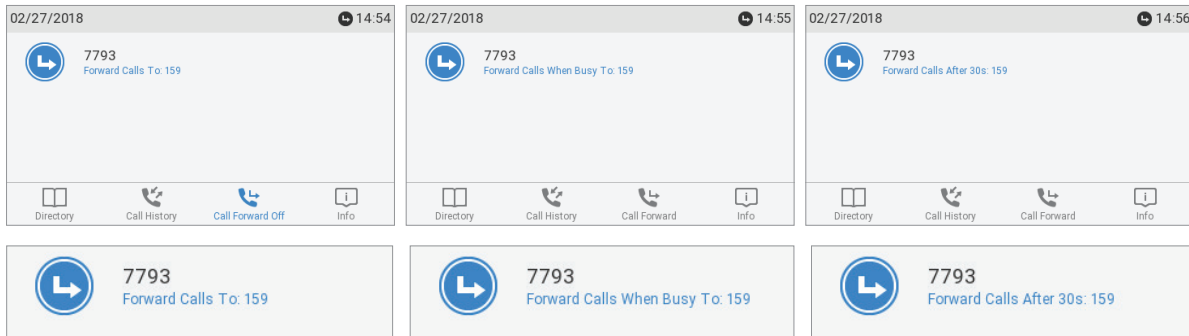 02/27/2018 14:54
7793
Forward Calls To: 159
Directory Call History Call Forward Off Info
02/27/2018 14:55
7793
Forward Calls When Busy To: 159
Directory Call History Call Forward Info
02/27/2018 14:56
7793
Forward Calls After 30s: 159
Directory Call History Call Forward Info
7793
Forward Calls To: 159
7793
Forward Calls When Busy To: 159
7793
Forward Calls After 30s: 159